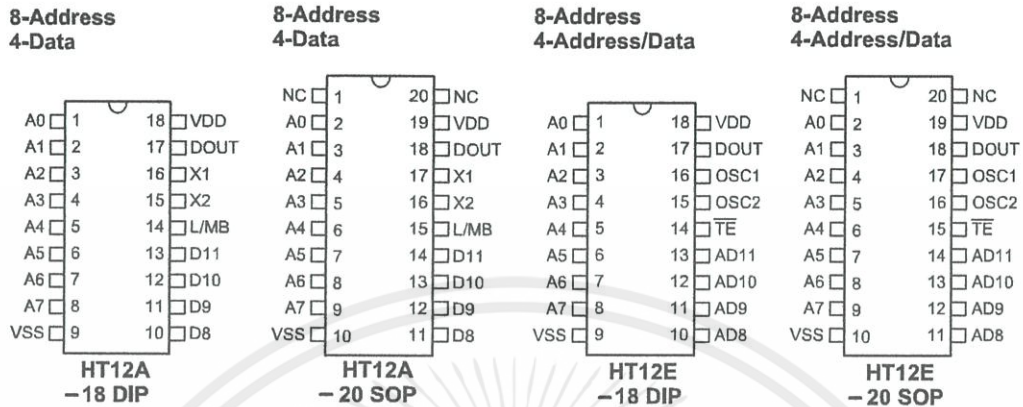 8-Address
4-Data
NC 1 20 NC
A0 1 18 VDD
A1 2 17 DOUT
A2 3 16 X1
A3 4 15 X2
A4 5 14 L/MB
A5 6 13 D11
A6 7 12 D10
A7 8 11 D9
VSS 9 10 D8
HT12A
–18 DIP
8-Address
4-Data
NC 1 20 NC
A0 2 19 VDD
A1 3 18 DOUT
A2 4 17 X1
A3 5 16 X2
A4 6 15 L/MB
A5 7 14 D11
A6 8 13 D10
A7 9 12 D9
VSS 10 11 D8
HT12A
–20 SOP
8-Address
4-Address/Data
A0 1 18 VDD
A1 2 17 DOUT
A2 3 16 OSC1
A3 4 15 OSC2
A4 5 14 TE
A5 6 13 AD11
A6 7 12 AD10
A7 8 11 AD9
VSS 9 10 AD8
HT12E
–18 DIP
8-Address
4-Address/Data
NC 1 20 NC
A0 2 19 VDD
A1 3 18 DOUT
A2 4 17 OSC1
A3 5 16 OSC2
A4 6 15 TE
A5 7 14 AD11
A6 8 13 AD10
A7 9 12 AD9
VSS 10 11 AD8
HT12E
–20 SOP